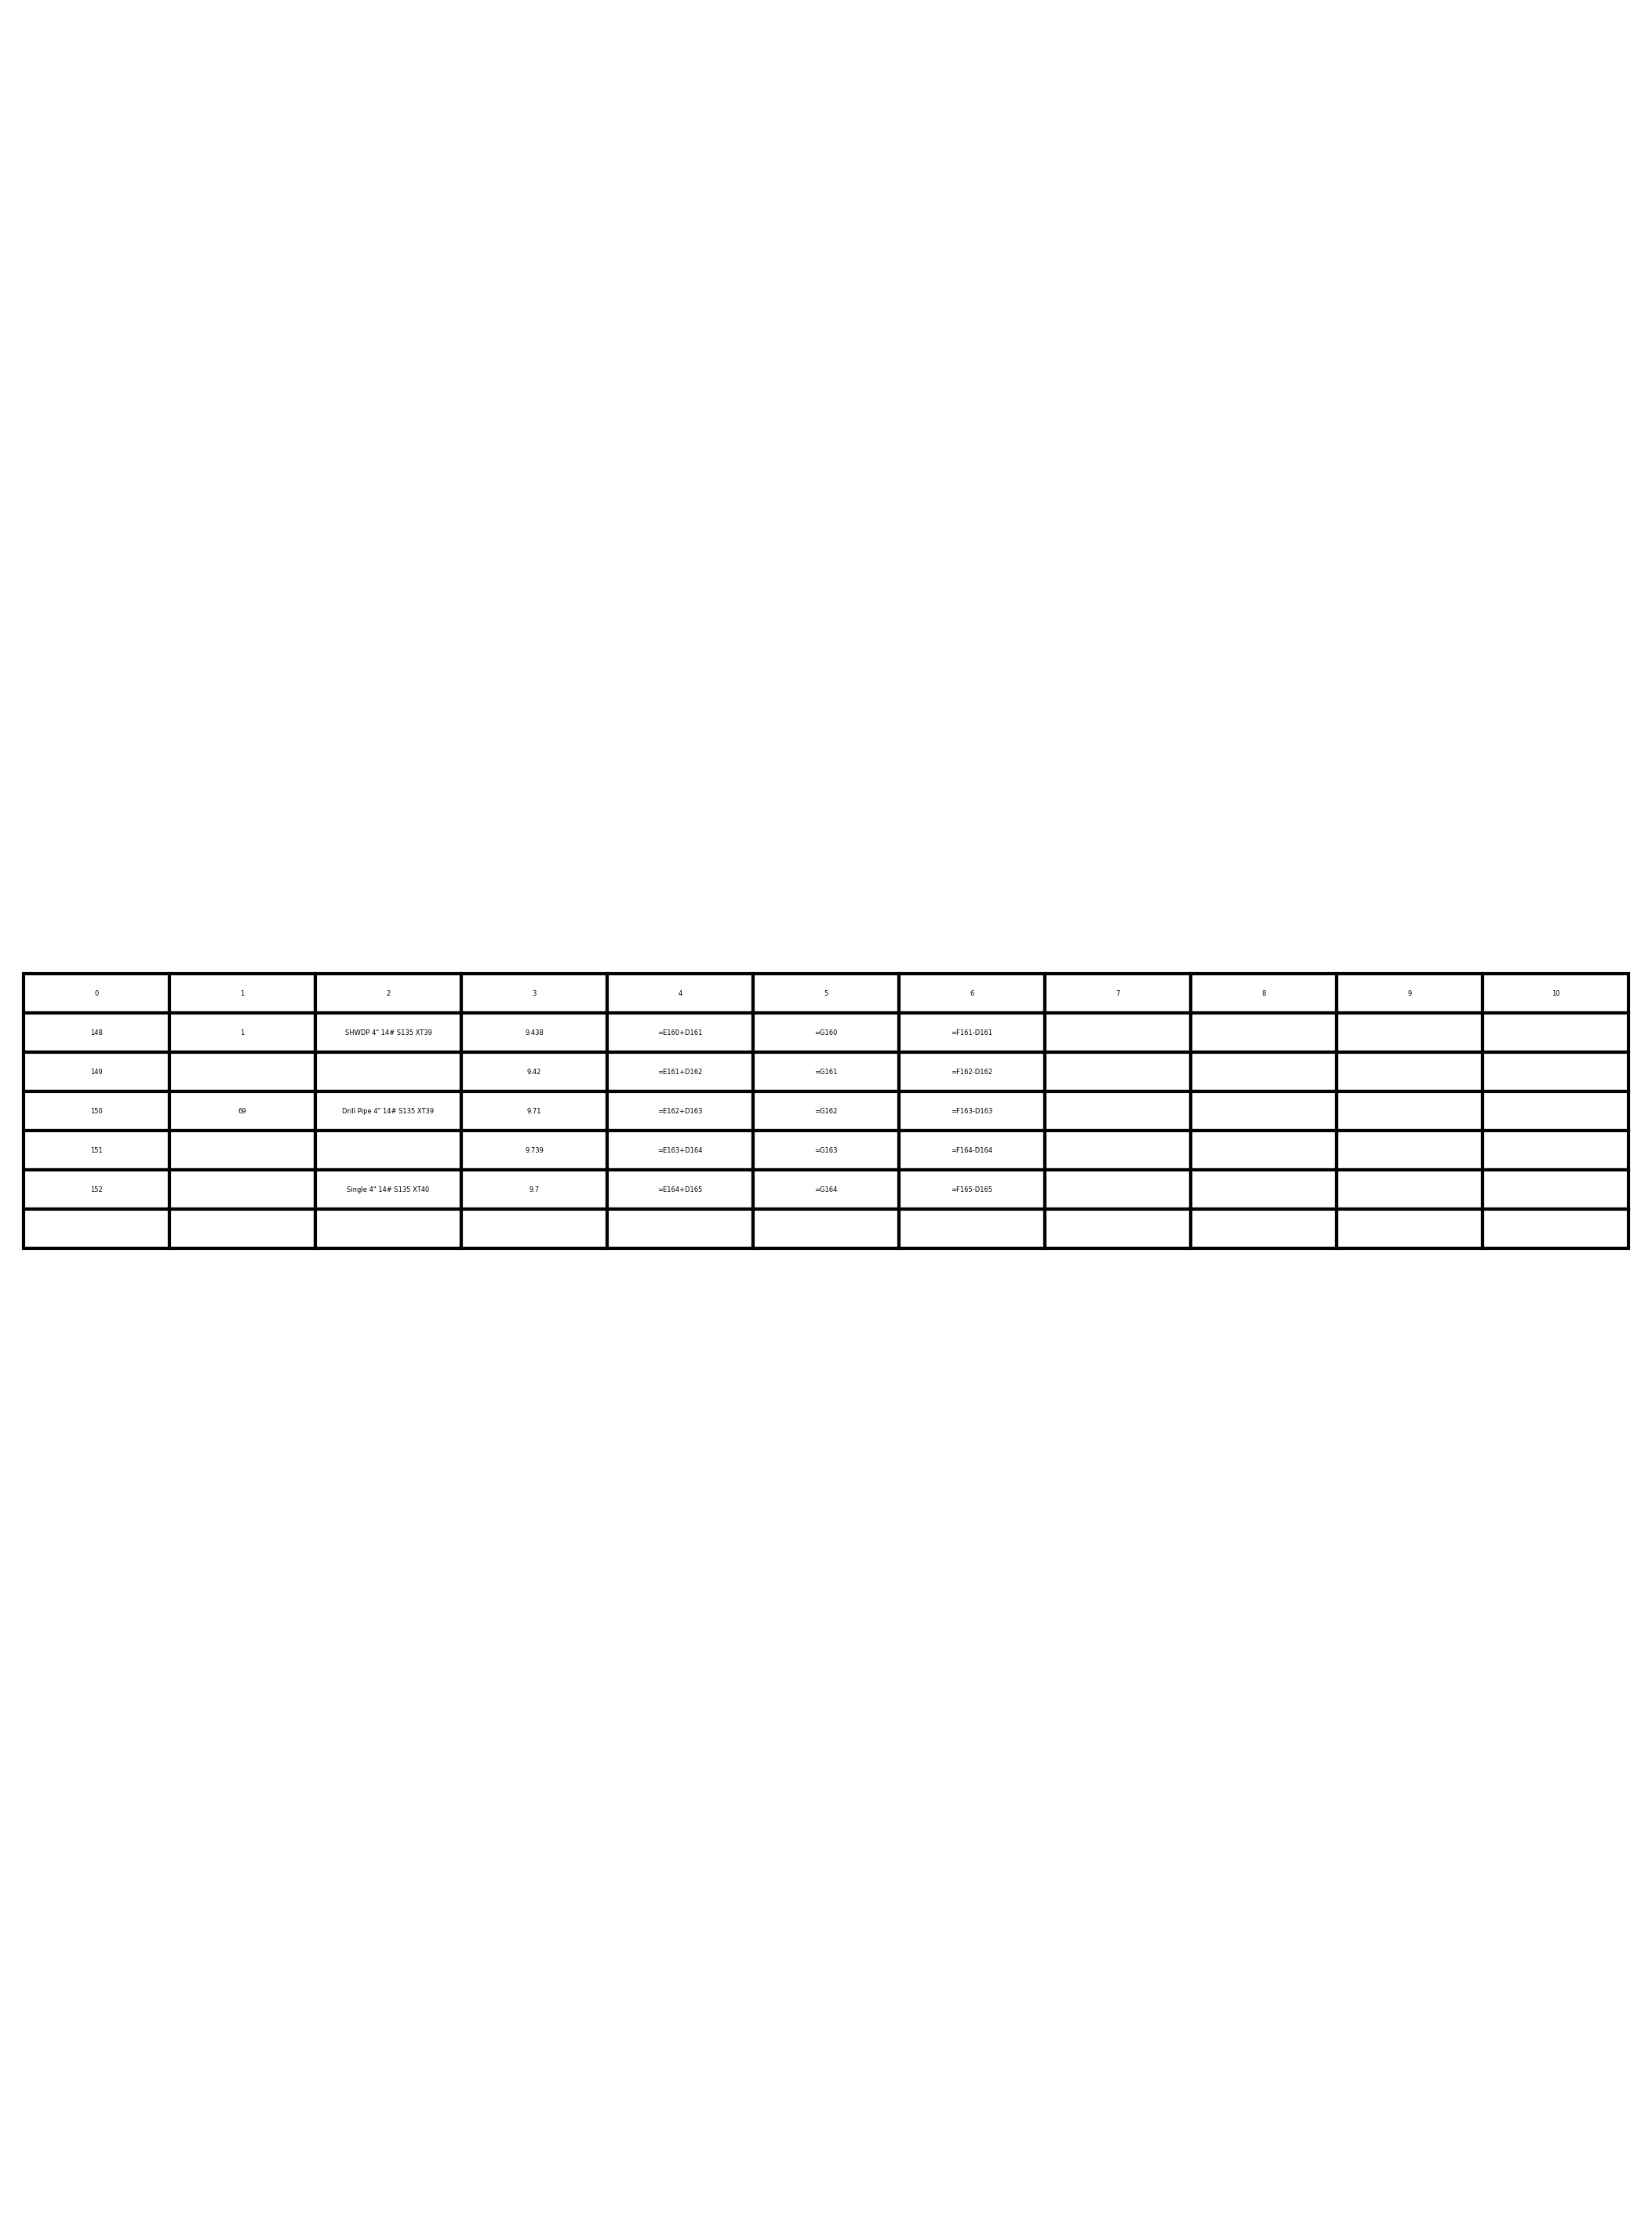 0 1 2 3 4 5 6 7 8 9 10
148 1 SHWDP 4" 14# S135 XT39 9.438 =E160+D161 =G160 =F161-D161
149 9.42 =E161+D162 =G161 =F162-D162
150 69 Drill Pipe 4" 14# S135 XT39 9.71 =E162+D163 =G162 =F163-D163
151 9.739 =E163+D164 =G163 =F164-D164
152 Single 4" 14# S135 XT40 9.7 =E164+D165 =G164 =F165-D165